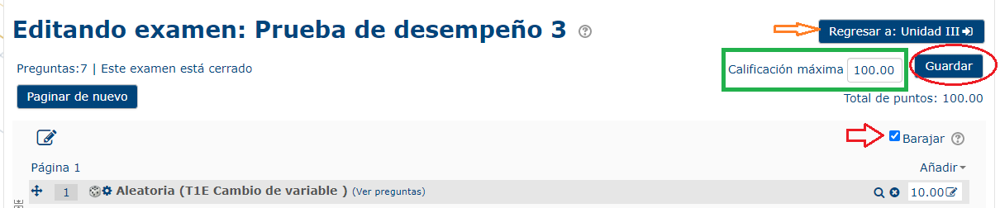 Editando examen: Prueba de desempeño 3
Regresar a: Unidad III
Preguntas:7 | Este examen está cerrado
Calificación máxima 100.00 Guardar
Paginar de nuevo
Total de puntos: 100.00
Barajar
Página 1
Añadir
1 Aleatoria (T1E Cambio de variable ) (Ver preguntas) 10.00